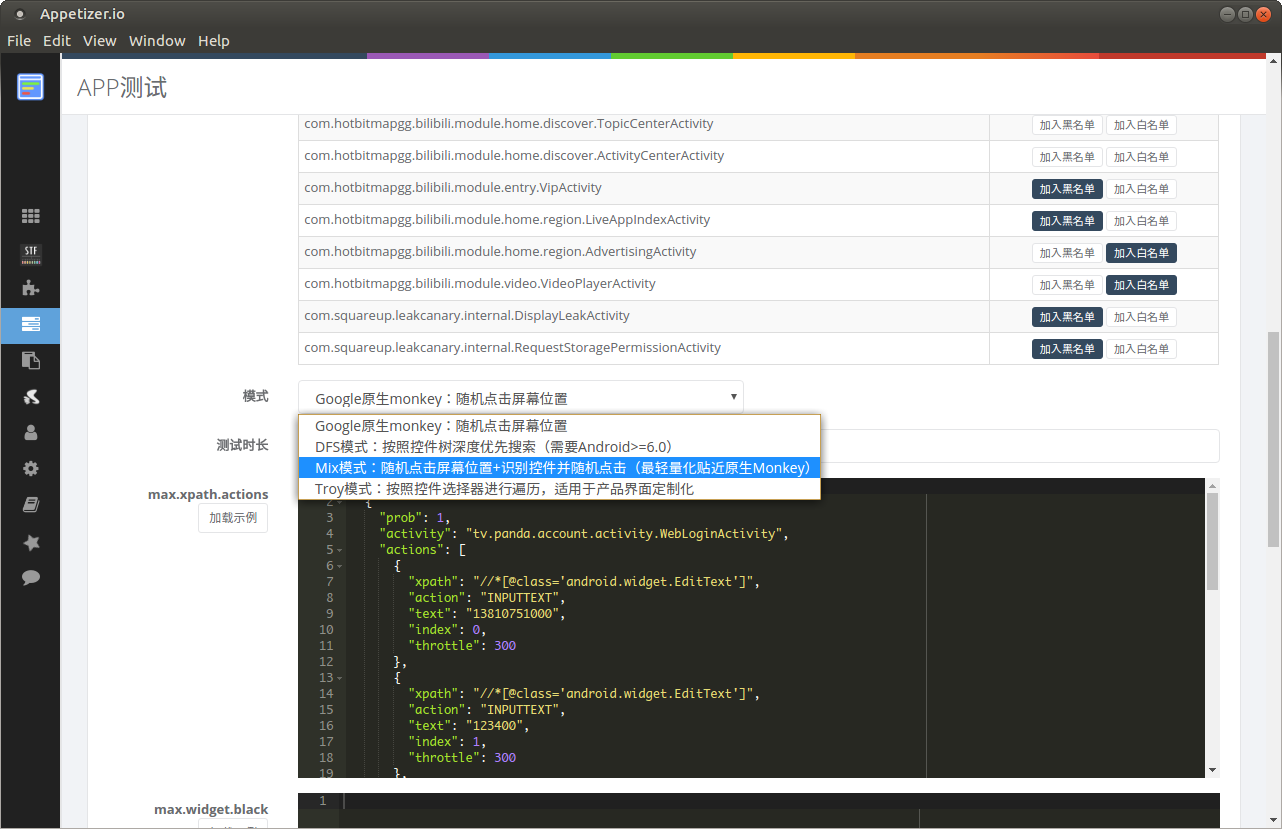 Appetizer.io
File Edit View Window Help
APP测试
com.hotbitmapgg.bilibili.module.home.discover.TopicCenterActivity 加入黑名单 加入白名单
com.hotbitmapgg.bilibili.module.home.discover.ActivityCenterActivity 加入黑名单 加入白名单
com.hotbitmapgg.bilibili.module.entry.VipActivity 加入黑名单 加入白名单
com.hotbitmapgg.bilibili.module.home.region.LiveAppIndexActivity 加入黑名单 加入白名单
com.hotbitmapgg.bilibili.module.home.region.AdvertisingActivity 加入黑名单 加入白名单
com.hotbitmapgg.bilibili.module.video.VideoPlayerActivity 加入黑名单 加入白名单
com.squareup.leakcanary.internal.DisplayLeakActivity 加入黑名单 加入白名单
com.squareup.leakcanary.internal.RequestStoragePermissionActivity 加入黑名单 加入白名单
STF
模式 Google原生monkey：随机点击屏幕位置
Google原生monkey：随机点击屏幕位置
测试时长
DFS模式：按照控件树深度优先搜索（需要Android>=6.0）
Mix模式：随机点击屏幕位置+识别控件并随机点击（最轻量化贴近原生Monkey）
Troy模式：按照控件选择器进行遍历，适用于产品界面定制化
max.xpath.actions
加载示例
2 {
3 "prob": 1,
4 "activity": "tv.panda.account.activity.WebLoginActivity",
5 "actions": [
6 {
7 "xpath": "//*[@class='android.widget.EditText']",
8 "action": "INPUTTEXT",
9 "text": "13810751000",
10 "index": 0,
11 "throttle": 300
12 },
13 {
14 "xpath": "//*[@class='android.widget.EditText']",
15 "action": "INPUTTEXT",
16 "text": "123400",
17 "index": 1,
18 "throttle": 300
19 },
max.widget.black
1